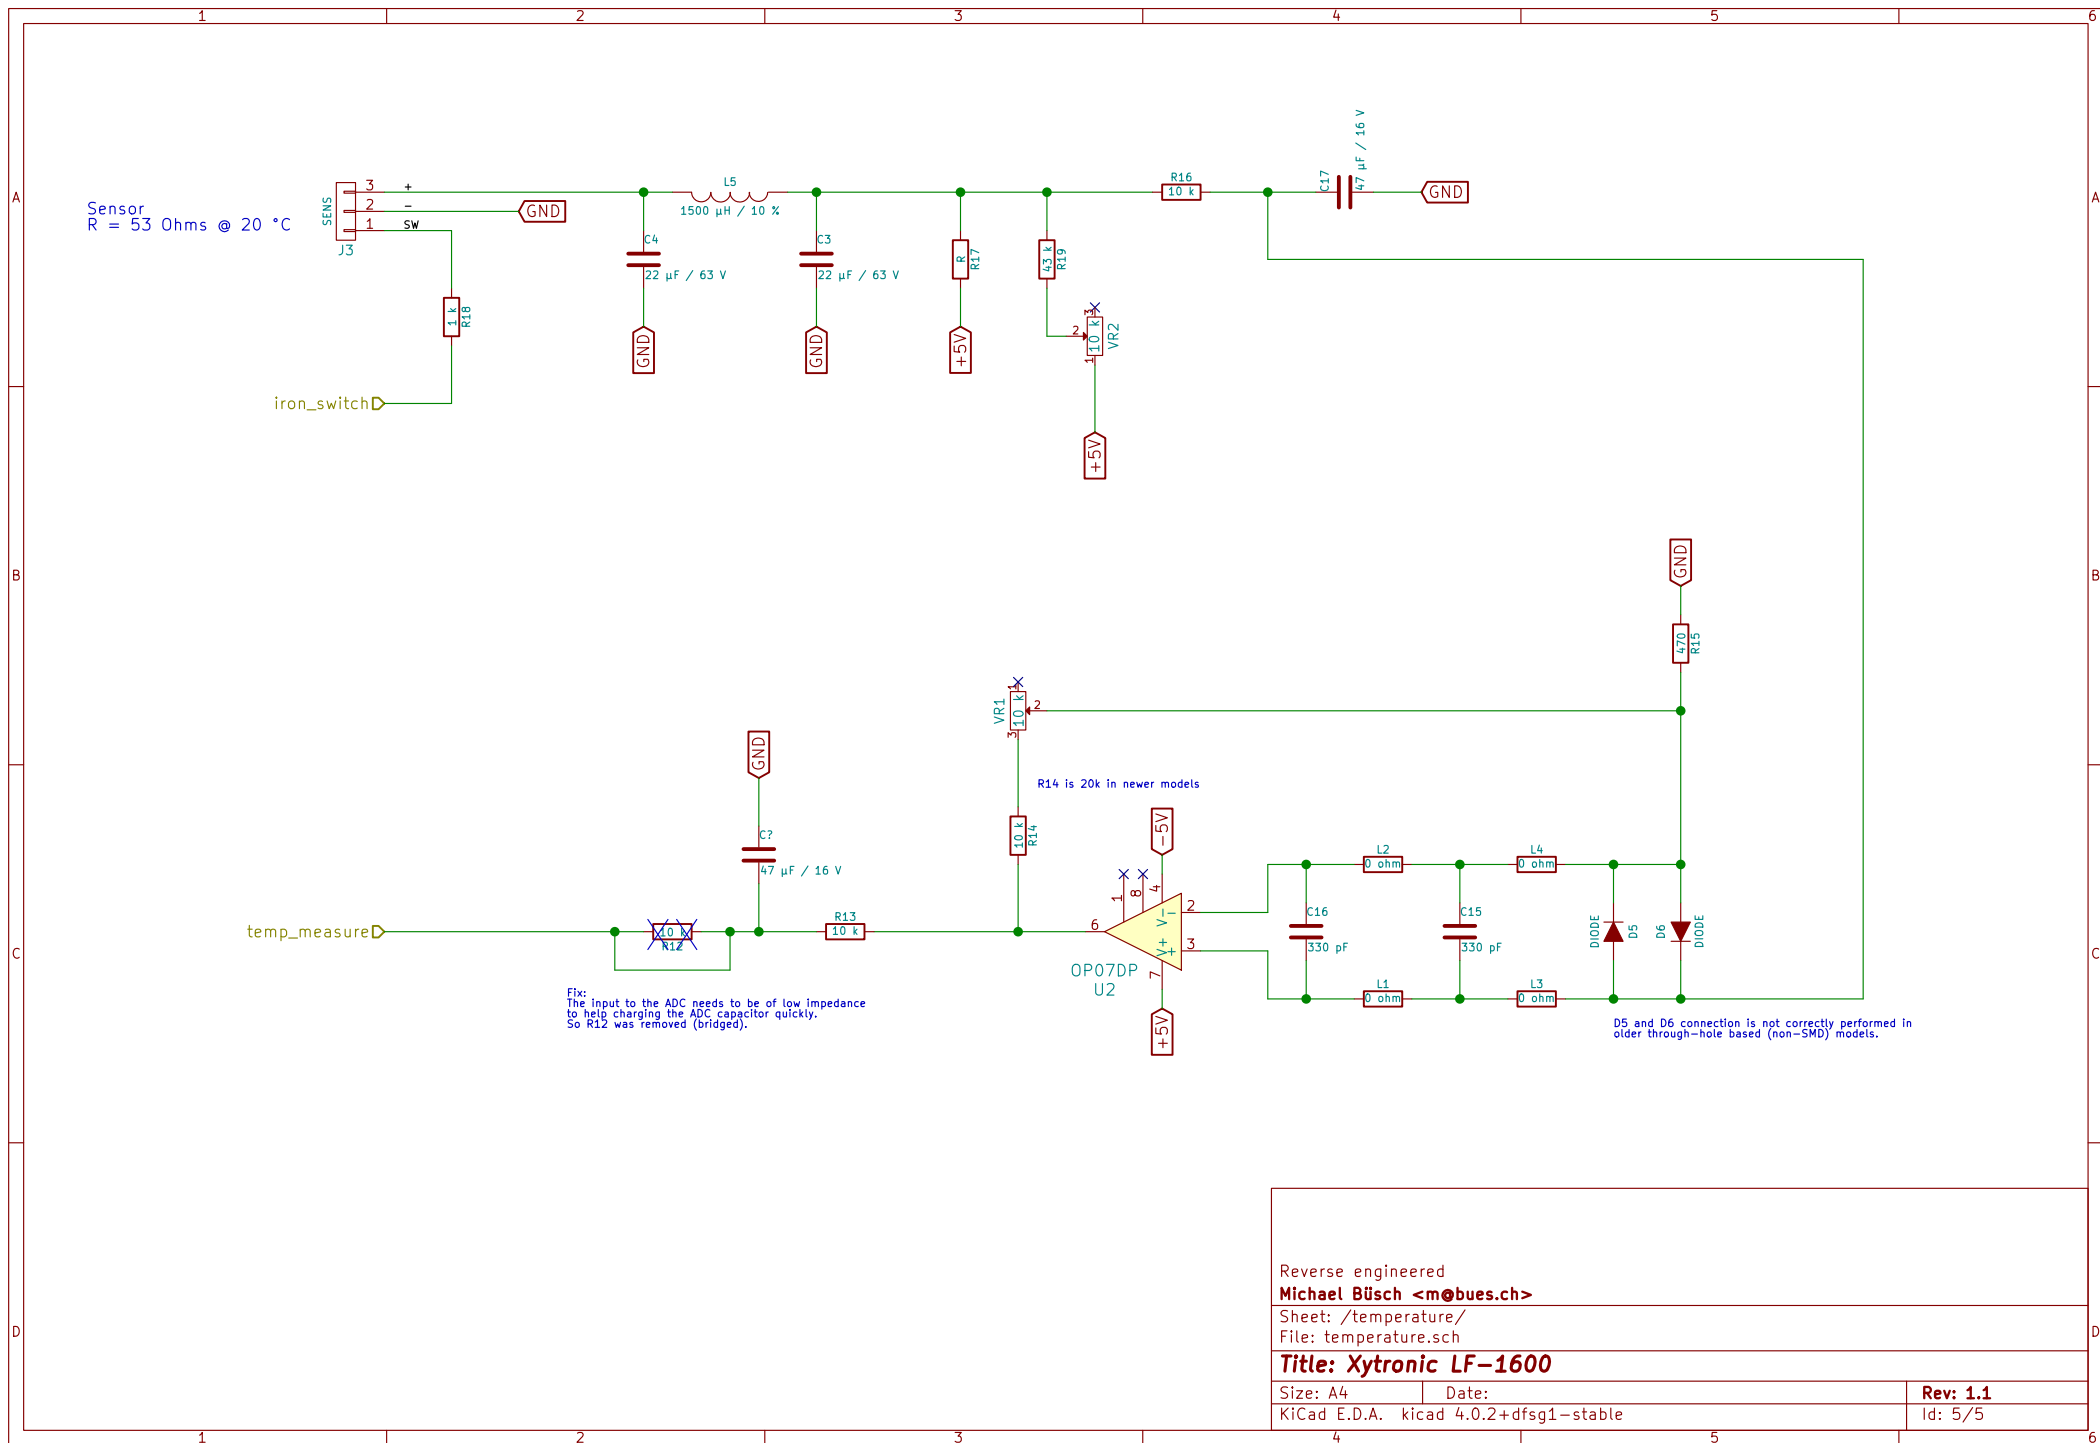 1 2 3 4 5 6
A
A
Sensor
R = 53 Ohms @ 20 °C
SENS
J3
3
2
1
+
-
SW
GND
R18
1 k
iron_switch
C4
22 µF / 63 V
GND
L5
1500 µH / 10 %
C3
22 µF / 63 V
GND
R
R17
+5V
43 k
R19
3
2
1
10 k
VR2
+5V
R16
10 k
C17
47 µF / 16 V
GND
B
B
GND
470
R15
VR1
10 k
1
2
3
R14 is 20k in newer models
10 k
R14
GND
C?
47 µF / 16 V
temp_measure
10 k
R12
R13
10 k
Fix:
The input to the ADC needs to be of low impedance
to help charging the ADC capacitor quickly.
So R12 was removed (bridged).
-5V
1
8
4
2
3
6
7
V-
-
V+
+
OP07DP
U2
+5V
C16
330 pF
L2
0 ohm
L1
0 ohm
C15
330 pF
L4
0 ohm
L3
0 ohm
DIODE
D5
D6
DIODE
D5 and D6 connection is not correctly performed in
older through-hole based (non-SMD) models.
C
C
D
D
Reverse engineered
Michael Büsch <m@bues.ch>
Sheet: /temperature/
File: temperature.sch
Title: Xytronic LF-1600
Size: A4 Date: Rev: 1.1
KiCad E.D.A. kicad 4.0.2+dfsg1-stable Id: 5/5
1 2 3 4 5 6